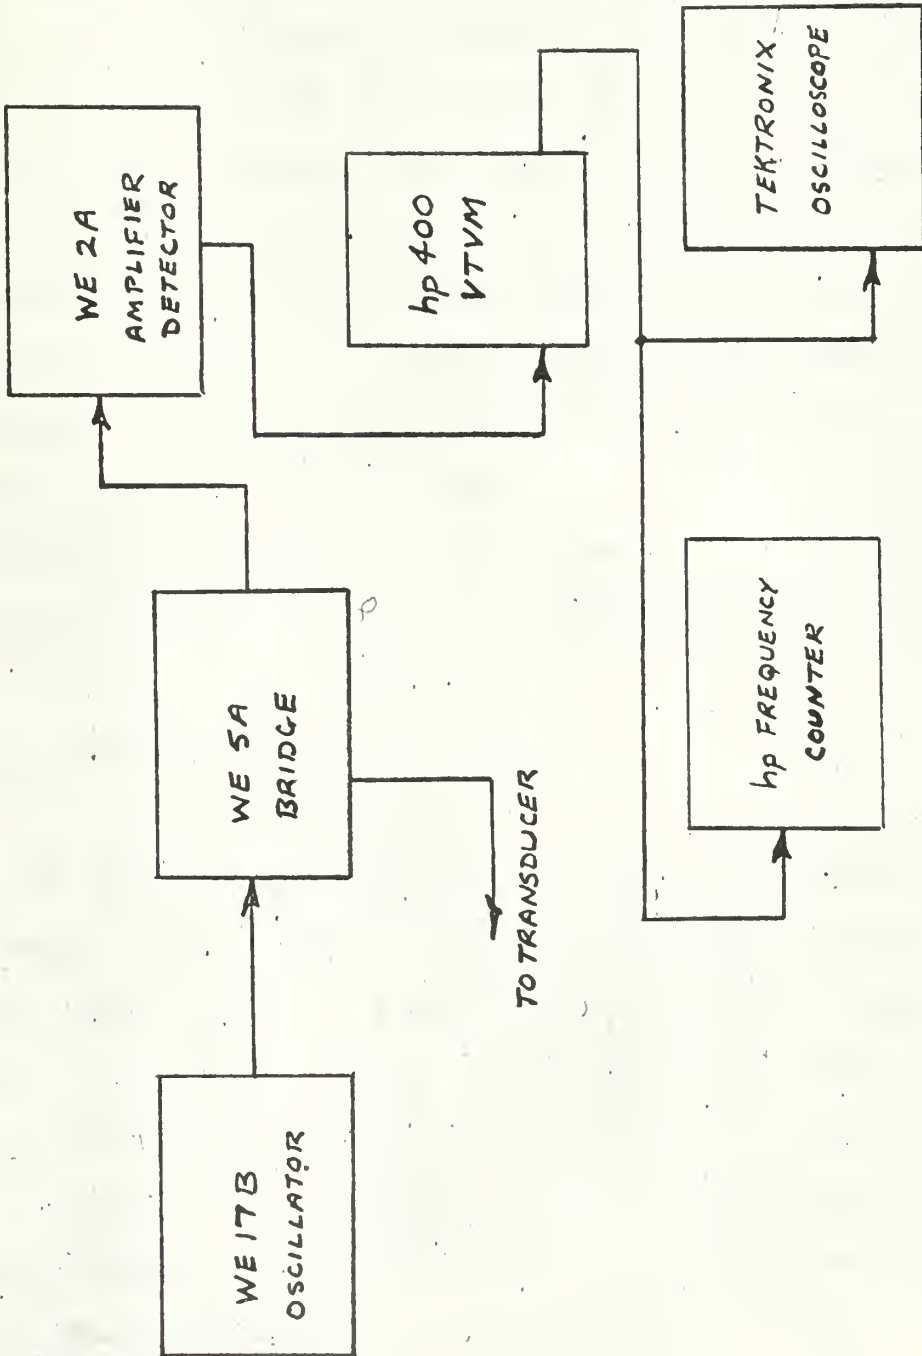 WE 17B
OSCILLATOR
WE 5A
BRIDGE
TO TRANSDUCER
WE 2A
AMPLIFIER
DETECTOR
hp 400
VTVM
hp FREQUENCY
COUNTER
TEKTRONIX
OSCILLOSCOPE